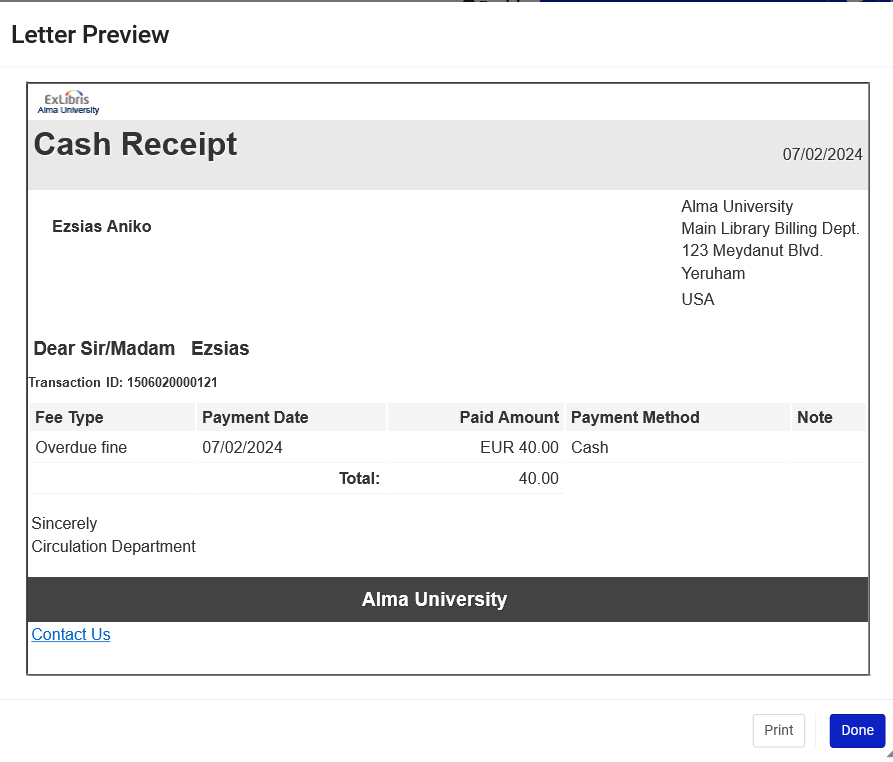 Letter Preview
ExLibris
Alma University
Cash Receipt
07/02/2024
Ezsias Aniko
Alma University
Main Library Billing Dept.
123 Meydanut Blvd.
Yeruham
USA
Dear Sir/Madam Ezsias
Transaction ID: 1506020000121
Fee Type Payment Date Paid Amount Payment Method Note
Overdue fine 07/02/2024 EUR 40.00 Cash
Total: 40.00
Sincerely
Circulation Department
Alma University
Contact Us
Print Done